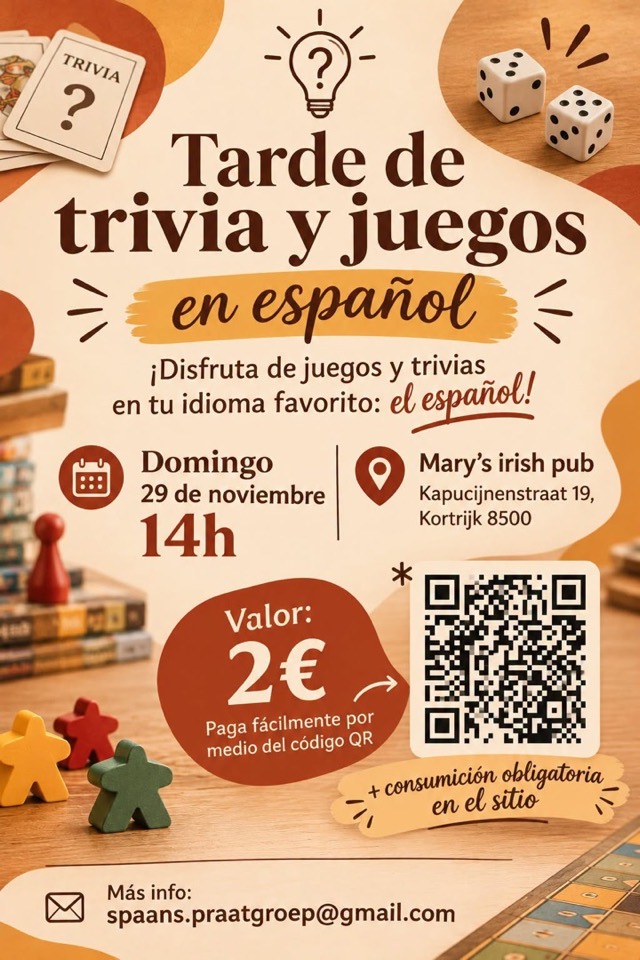 TRIVIA
?
?
Tarde de
trivia y juegos
en español
¡Disfruta de juegos y trivias
en tu idioma favorito: el español!
Domingo
29 de noviembre
14h
Mary's irish pub
Kapucijnenstraat 19,
Kortrijk 8500
*
Valor:
2€
Paga fácilmente por
medio del código QR
+ consumición obligatoria
en el sitio
Más info:
spaans.praatgroep@gmail.com